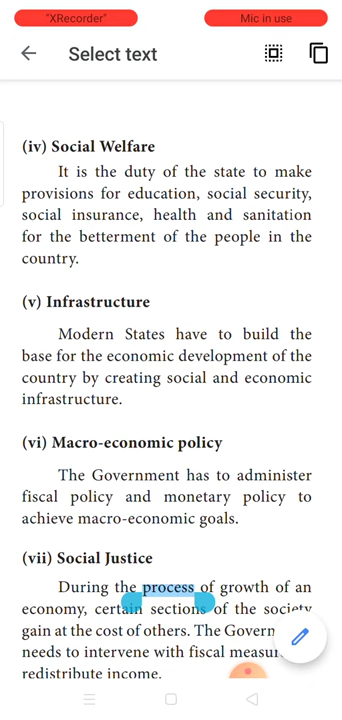 "XRecorder"
Mic in use
Select text
(iv) Social Welfare
It is the duty of the state to make
provisions for education, social security,
social insurance, health and sanitation
for the betterment of the people in the
country.
(v) Infrastructure
Modern States have to build the
base for the economic development of the
country by creating social and economic
infrastructure.
(vi) Macro-economic policy
The Government has to administer
fiscal policy and monetary policy to
achieve macro-economic goals.
(vii) Social Justice
During the process of growth of an
economy, certain sections of the society
gain at the cost of others. The Govern
needs to intervene with fiscal
redistribute income.